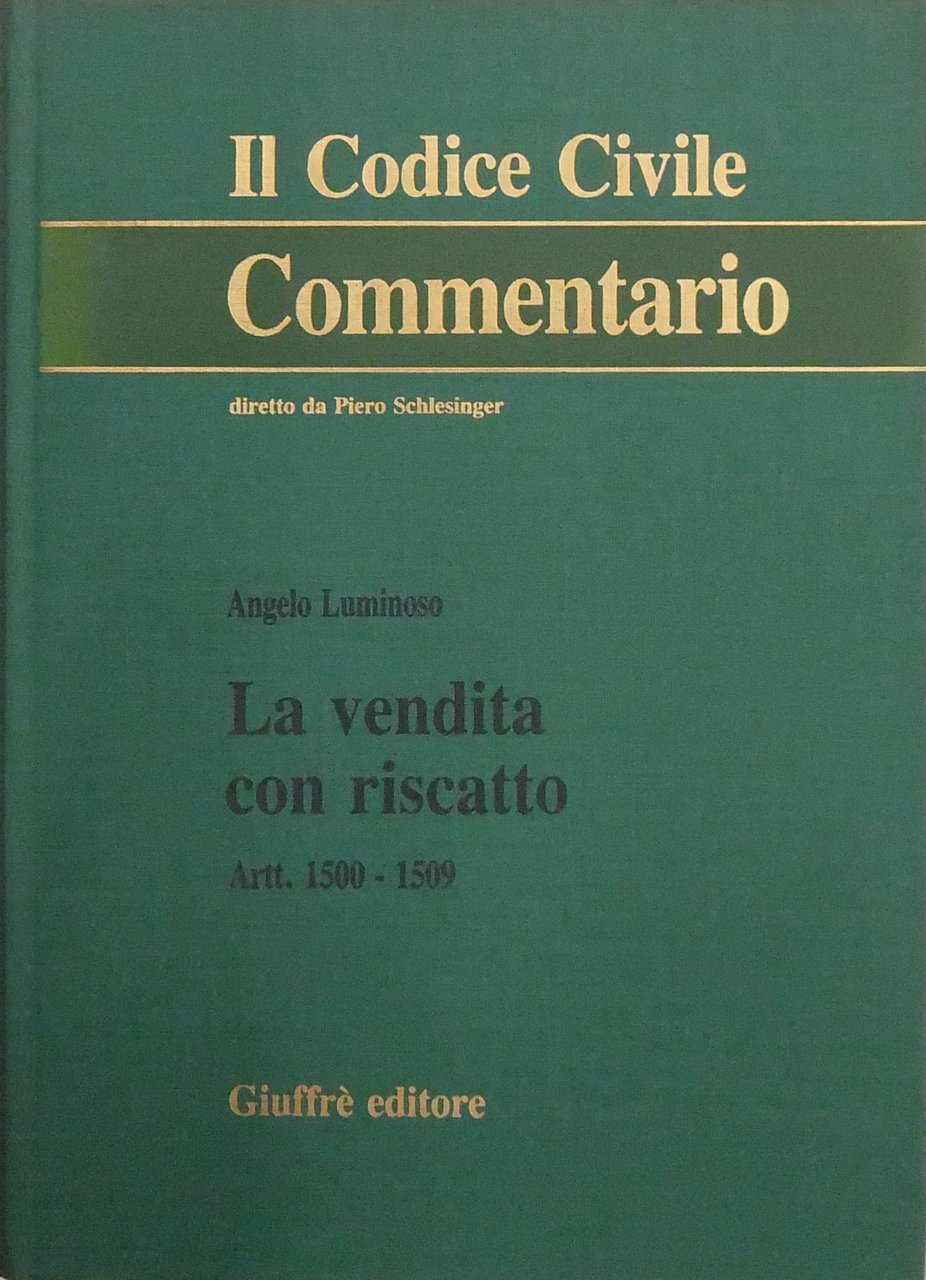 Il Codice Civile
Commentario
diretto da Piero Schlesinger
Angelo Luminoso
La vendita
con riscatto
Artt. 1500 - 1509
Giuffrè editore